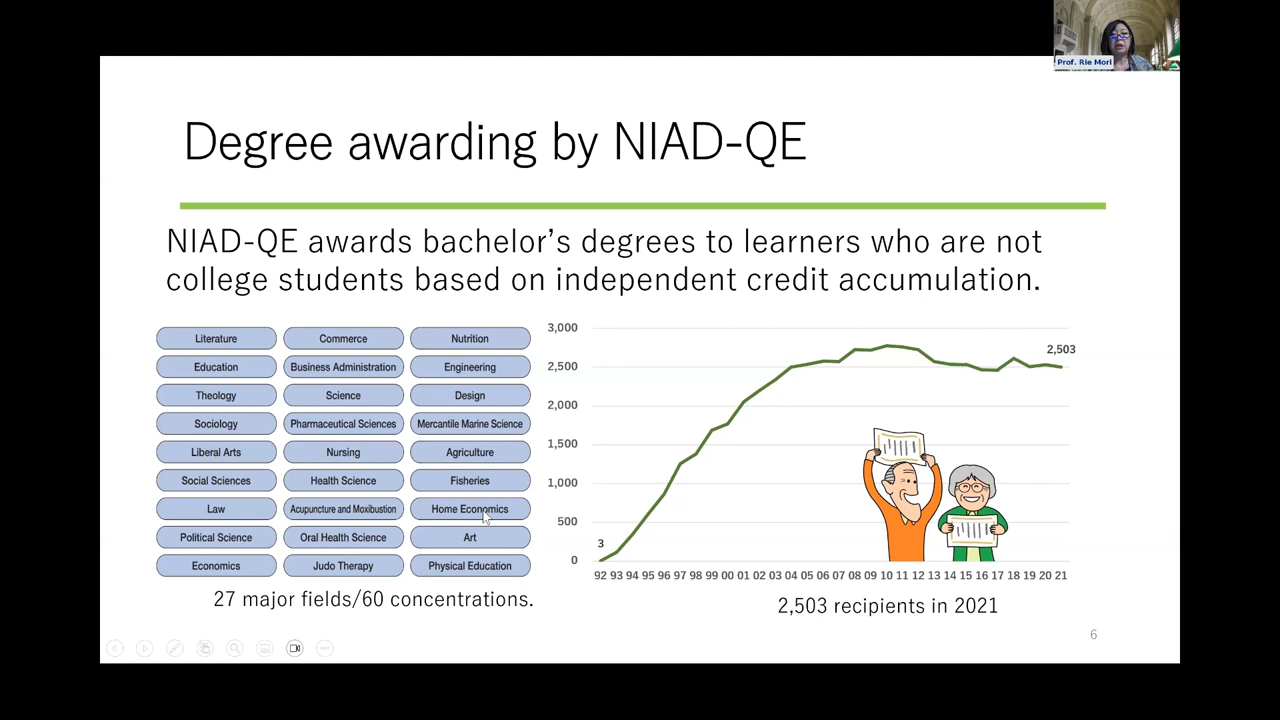 Prof. Rie Mori
Degree awarding by NIAD-QE
NIAD-QE awards bachelor's degrees to learners who are not
college students based on independent credit accumulation.
Literature
Commerce
Nutrition
Education
Business Administration
Engineering
Theology
Science
Design
Sociology
Pharmaceutical Sciences
Mercantile Marine Science
Liberal Arts
Nursing
Agriculture
Social Sciences
Health Science
Fisheries
Law
Acupuncture and Moxibustion
Home Economics
Political Science
Oral Health Science
Art
Economics
Judo Therapy
Physical Education
27 major fields/60 concentrations.
3,000
2,500
2,000
1,500
1,000
500
0
3
2,503
92 93 94 95 96 97 98 99 00 01 02 03 04 05 06 07 08 09 10 11 12 13 14 15 16 17 18 19 20 21
2,503 recipients in 2021
6